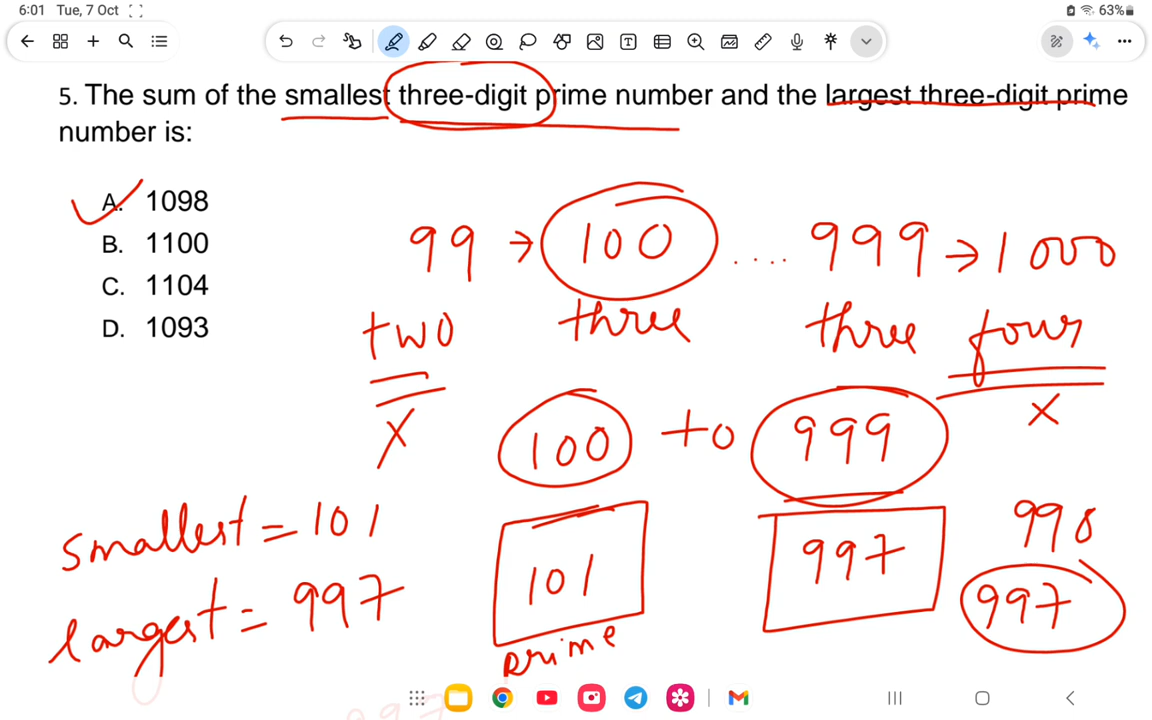 6:01 Tue, 7 Oct 63%
5. The sum of the smallest three-digit prime number and the largest three-digit prime
number is:
A. 1098
B. 1100
C. 1104
D. 1093
99 → 100 .... 999 → 1000
two three three four
X X
100 to 999
smallest = 101
101 997 998
largest = 997
997
prime
997